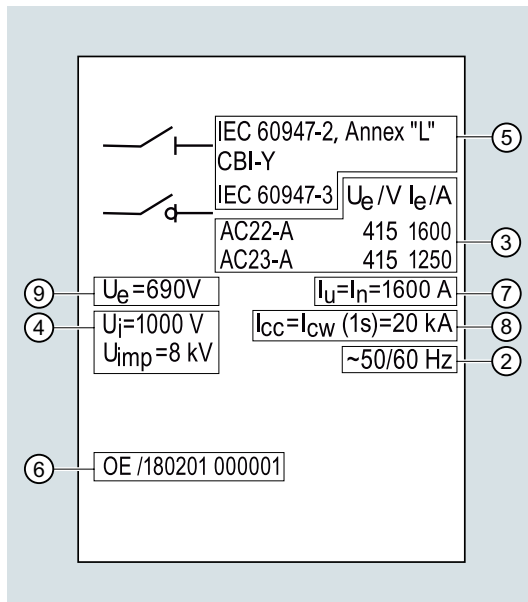 IEC 60947-2, Annex "L"
CBI-Y
⑤
IEC 60947-3
Ue/V Ie/A
AC22-A 415 1600
③
AC23-A 415 1250
⑨ Ue=690V
Iu=In=1600 A ⑦
④ Ui=1000 V
Icc=Icw (1s)=20 kA ⑧
Uimp=8 kV
~50/60 Hz ②
⑥ OE /180201 000001